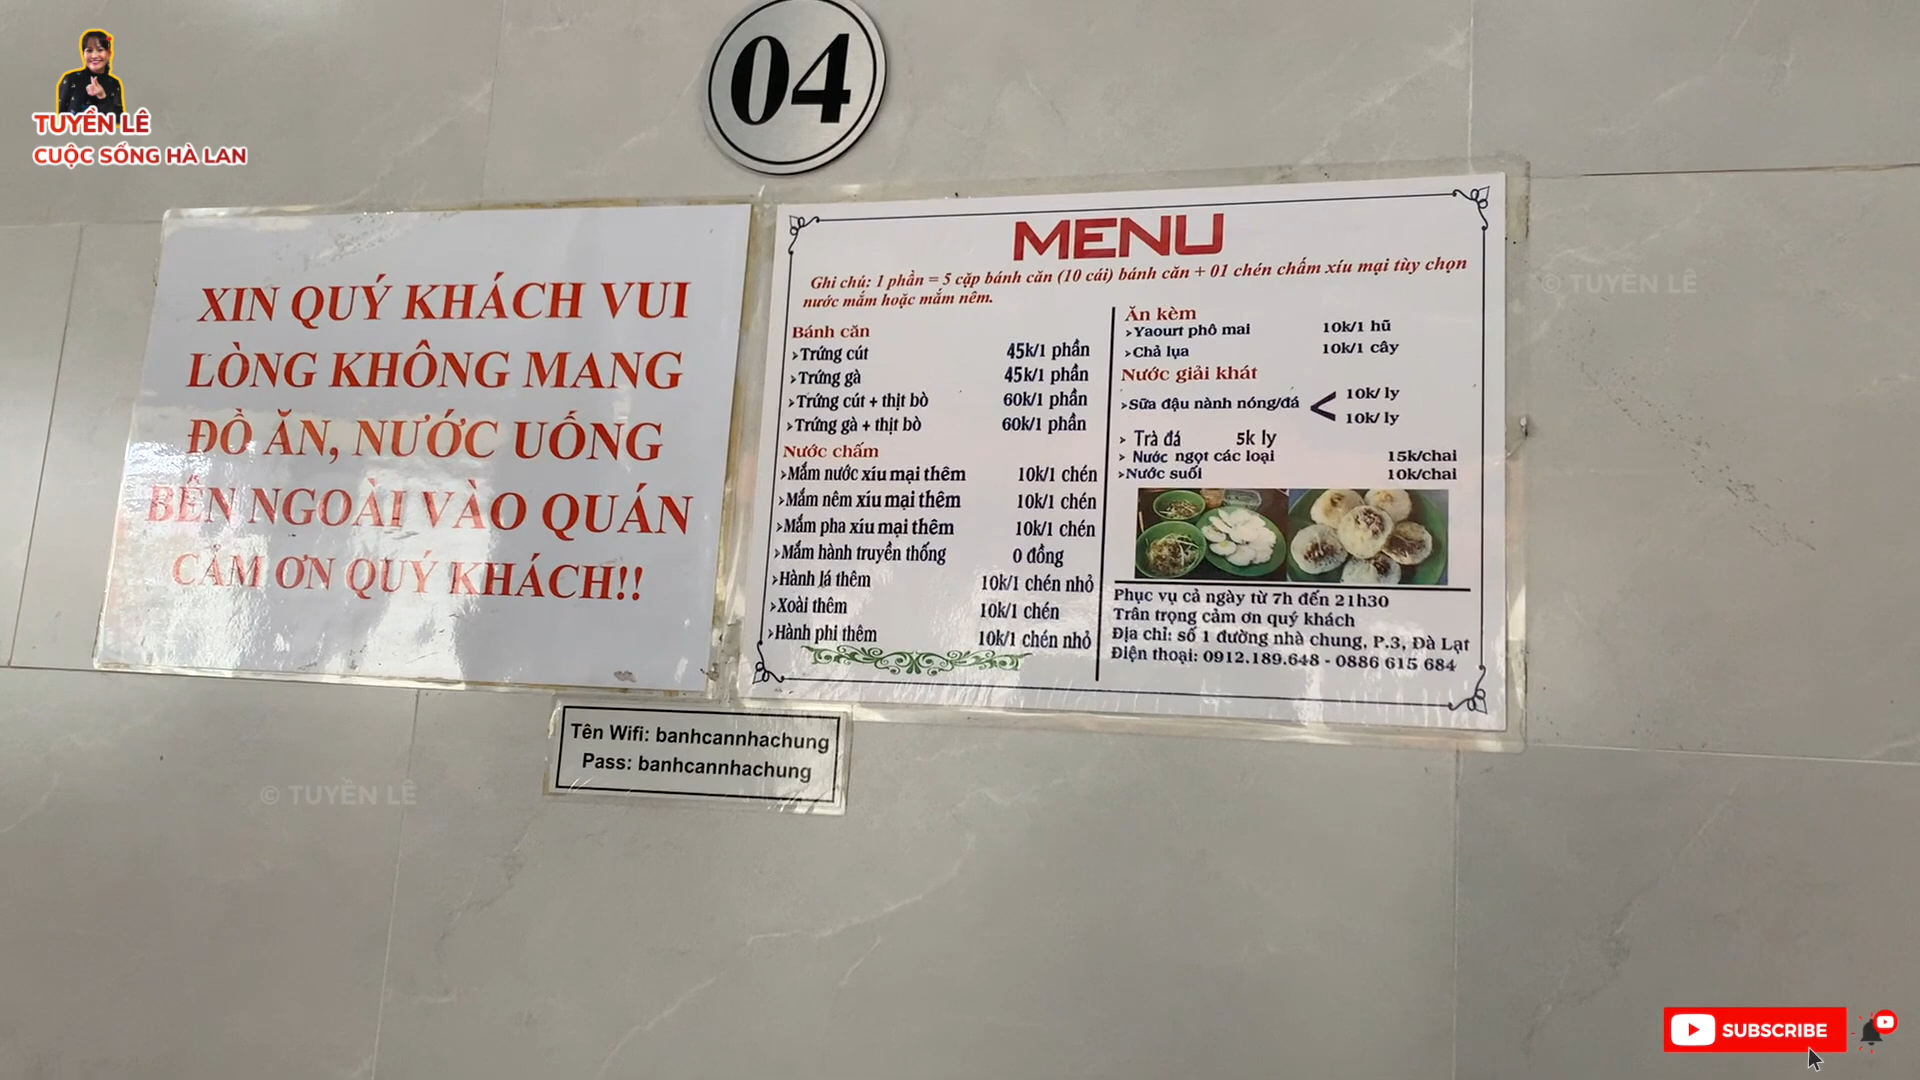 TUYỀN LÊ
CUỘC SỐNG HÀ LAN
04
XIN QUÝ KHÁCH VUI
LÒNG KHÔNG MANG
ĐỒ ĂN, NƯỚC UỐNG
BÊN NGOÀI VÀO QUÁN
CẢM ƠN QUÝ KHÁCH!!
MENU
Ghi chú: 1 phần = 5 cặp bánh căn (10 cái) bánh căn + 01 chén chấm xíu mại tùy chọn
nước mắm hoặc mắm nêm.
Bánh căn
Trứng cút 45k/1 phần
Trứng gà 45k/1 phần
Trứng cút + thịt bò 60k/1 phần
Trứng gà + thịt bò 60k/1 phần
Nước chấm
Mắm nước xíu mại thêm 10k/1 chén
Mắm nêm xíu mại thêm 10k/1 chén
Mắm pha xíu mại thêm 10k/1 chén
Mắm hành truyền thống 0 đồng
Hành lá thêm 10k/1 chén nhỏ
Xoài thêm 10k/1 chén
Hành phi thêm 10k/1 chén nhỏ
Ăn kèm
Yaourt phô mai 10k/1 hũ
Chả lụa 10k/1 cây
Nước giải khát
Sữa đậu nành nóng/đá < 10k/ ly
10k/ ly
Trà đá 5k ly
Nước ngọt các loại 15k/chai
Nước suối 10k/chai
Phục vụ cả ngày từ 7h đến 21h30
Trân trọng cảm ơn quý khách
Địa chỉ: số 1 đường nhà chung, P.3, Đà Lạt
Điện thoại: 0912.189.648 - 0886 615 684
Tên Wifi: banhcannhachung
Pass: banhcannhachung
© TUYỀN LÊ
© TUYỀN LÊ
SUBSCRIBE